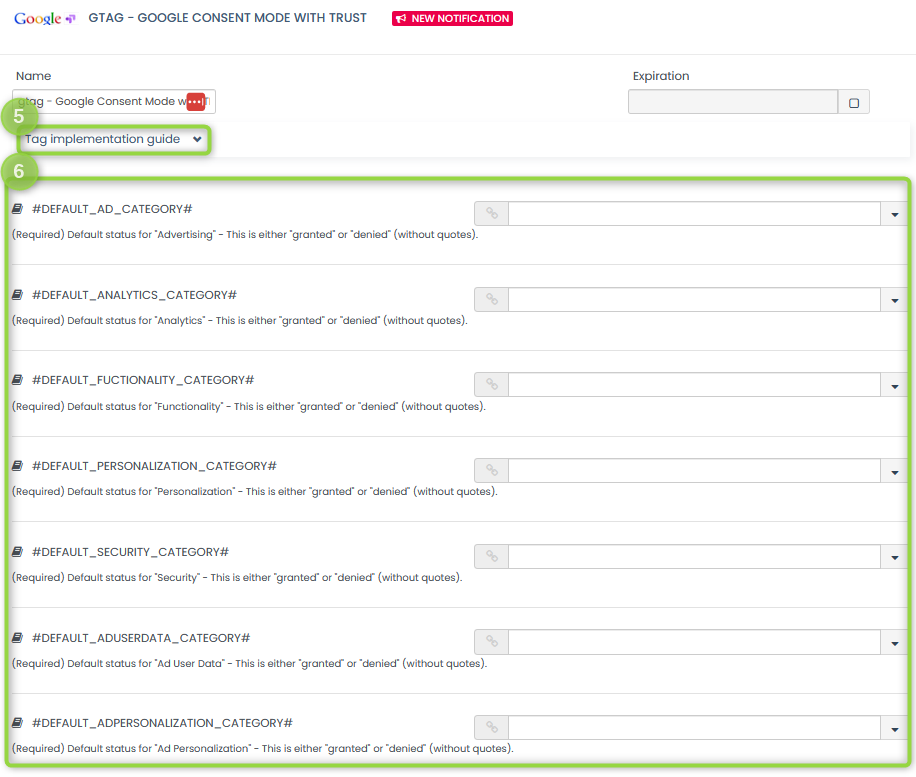 Google GTAG - GOOGLE CONSENT MODE WITH TRUST NEW NOTIFICATION
Name Expiration
gtag - Google Consent Mode
5
Tag implementation guide
6
#DEFAULT_AD_CATEGORY#
(Required) Default status for "Advertising" - This is either "granted" or "denied" (without quotes).
#DEFAULT_ANALYTICS_CATEGORY#
(Required) Default status for "Analytics" - This is either "granted" or "denied" (without quotes).
#DEFAULT_FUCTIONALITY_CATEGORY#
(Required) Default status for "Functionality" - This is either "granted" or "denied" (without quotes).
#DEFAULT_PERSONALIZATION_CATEGORY#
(Required) Default status for "Personalization" - This is either "granted" or "denied" (without quotes).
#DEFAULT_SECURITY_CATEGORY#
(Required) Default status for "Security" - This is either "granted" or "denied" (without quotes).
#DEFAULT_ADUSERDATA_CATEGORY#
(Required) Default status for "Ad User Data" - This is either "granted" or "denied" (without quotes).
#DEFAULT_ADPERSONALIZATION_CATEGORY#
(Required) Default status for "Ad Personalization" - This is either "granted" or "denied" (without quotes).